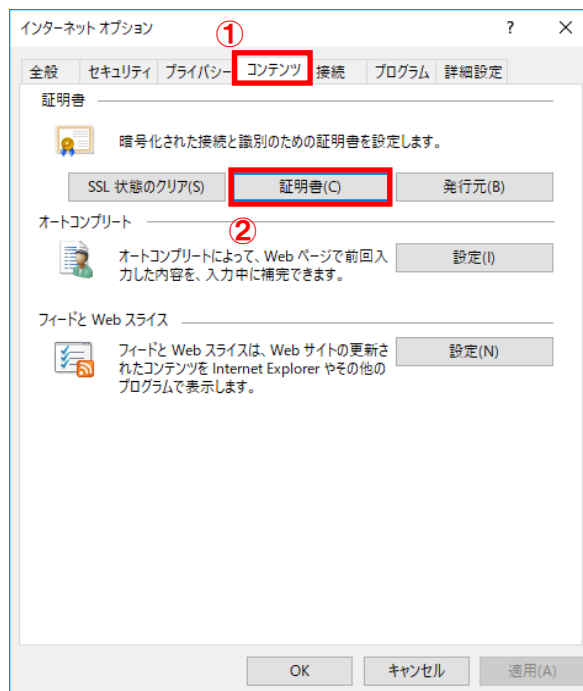 インターネット オプション ? ×
①
全般 セキュリティ プライバシー コンテンツ 接続 プログラム 詳細設定
証明書
暗号化された接続と識別のための証明書を設定します。
SSL 状態のクリア(S) 証明書(C) 発行元(B)
②
オートコンプリート
オートコンプリートによって、Web ページで前回入
力した内容を、入力中に補完できます。
設定(I)
フィードと Web スライス
フィードと Web スライスは、Web サイトの更新さ
れたコンテンツを Internet Explorer やその他の
プログラムで表示します。
設定(N)
OK キャンセル 適用(A)